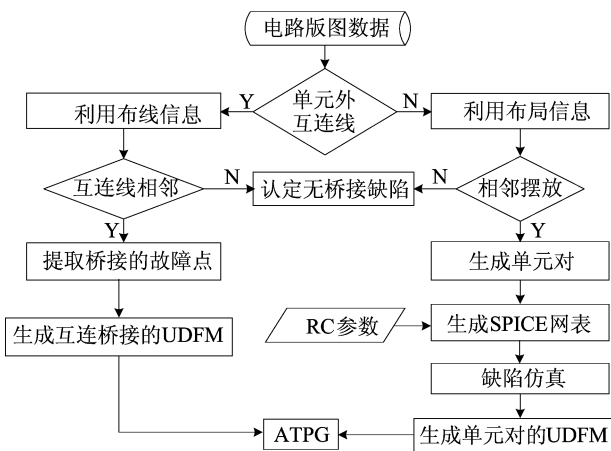 电路版图数据
单元外
互连线
Y
N
利用布线信息
利用布局信息
互连线相邻
N
认定无桥接缺陷
N
相邻摆放
Y
Y
提取桥接的故障点
生成单元对
生成互连桥接的UDFM
RC参数
生成SPICE网表
缺陷仿真
ATPG
生成单元对的UDFM